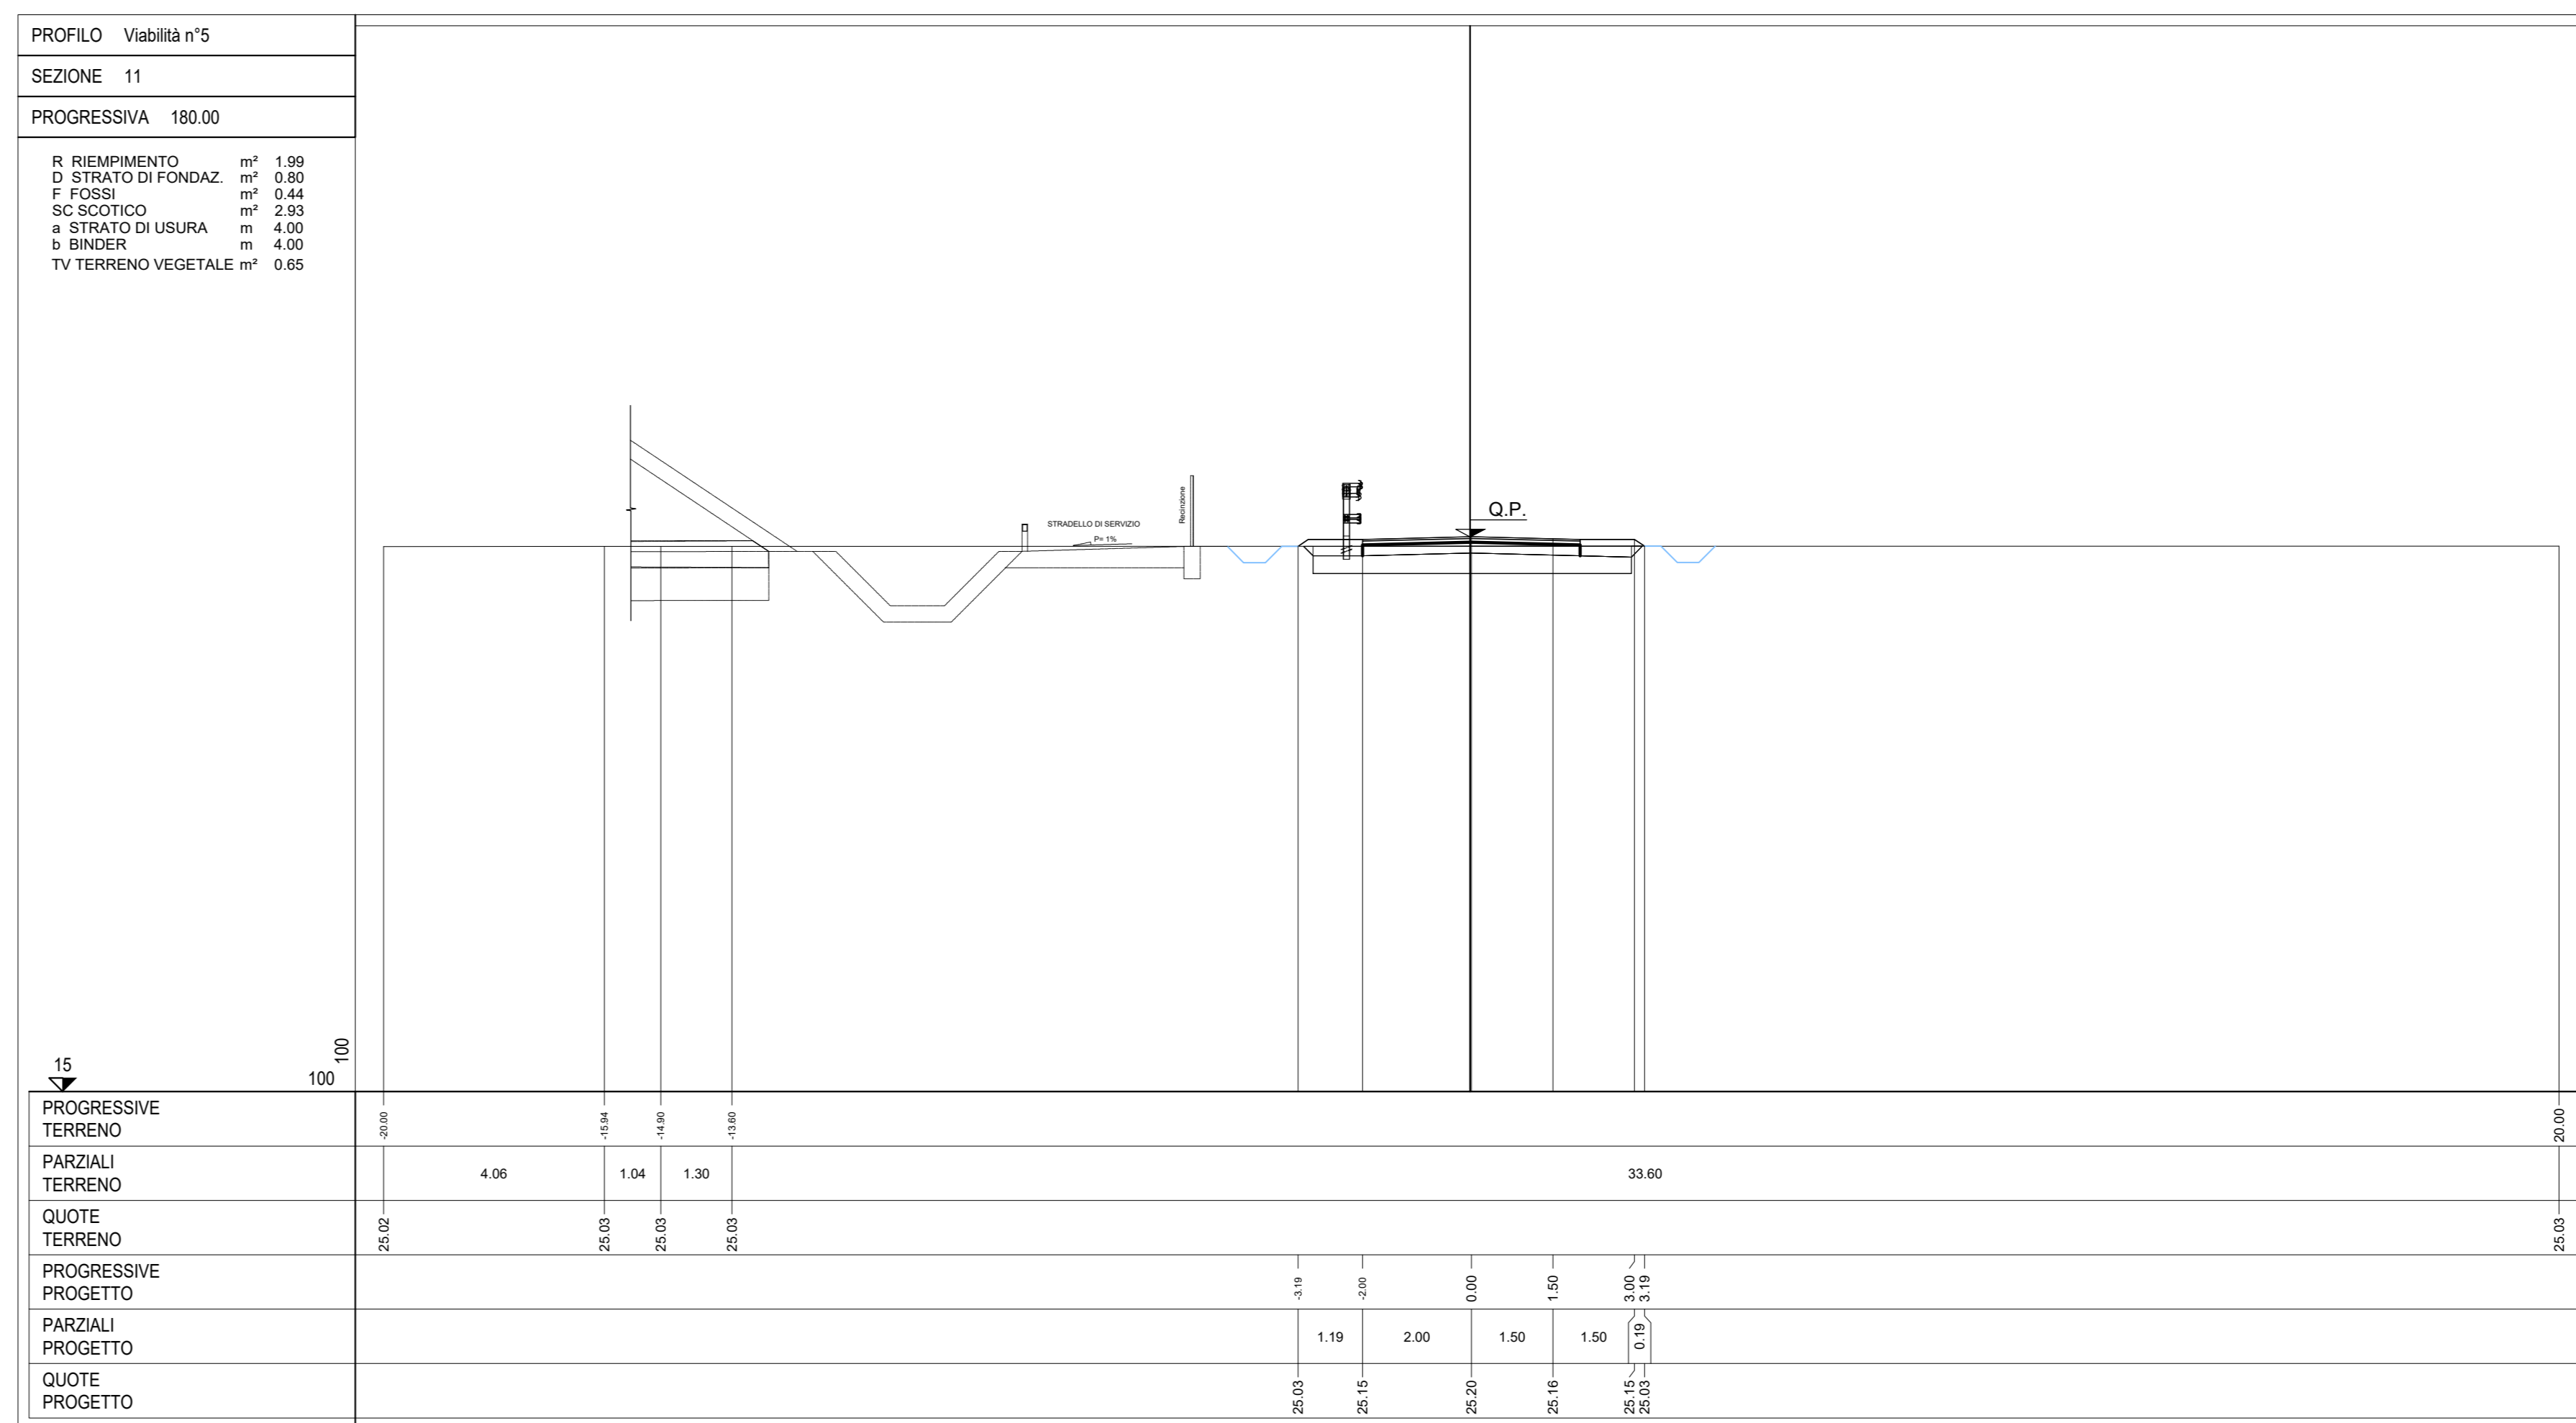 PROFILO Viabilità n°5
SEZIONE 11
PROGRESSIVA 180.00
R RIEMPIMENTO m² 1.99
D STRATO DI FONDAZ. m² 0.80
F FOSSI m² 0.44
SC SCOTICO m² 2.93
a STRATO DI USURA m 4.00
b BINDER m 4.00
TV TERRENO VEGETALE m² 0.65
Recinzione
Q.P.
STRADELLO DI SERVIZIO
P= 1%
15
100
100
PROGRESSIVE
TERRENO
-20.00 -15.94 -14.90 -13.60 20.00
PARZIALI
TERRENO
4.06 1.04 1.30 33.60
QUOTE
TERRENO
25.02 25.03 25.03 25.03 25.03
PROGRESSIVE
PROGETTO
-3.19 -2.00 0.00 1.50 3.00 3.19
PARZIALI
PROGETTO
1.19 2.00 1.50 1.50 0.19
QUOTE
PROGETTO
25.03 25.15 25.20 25.16 25.15 25.03